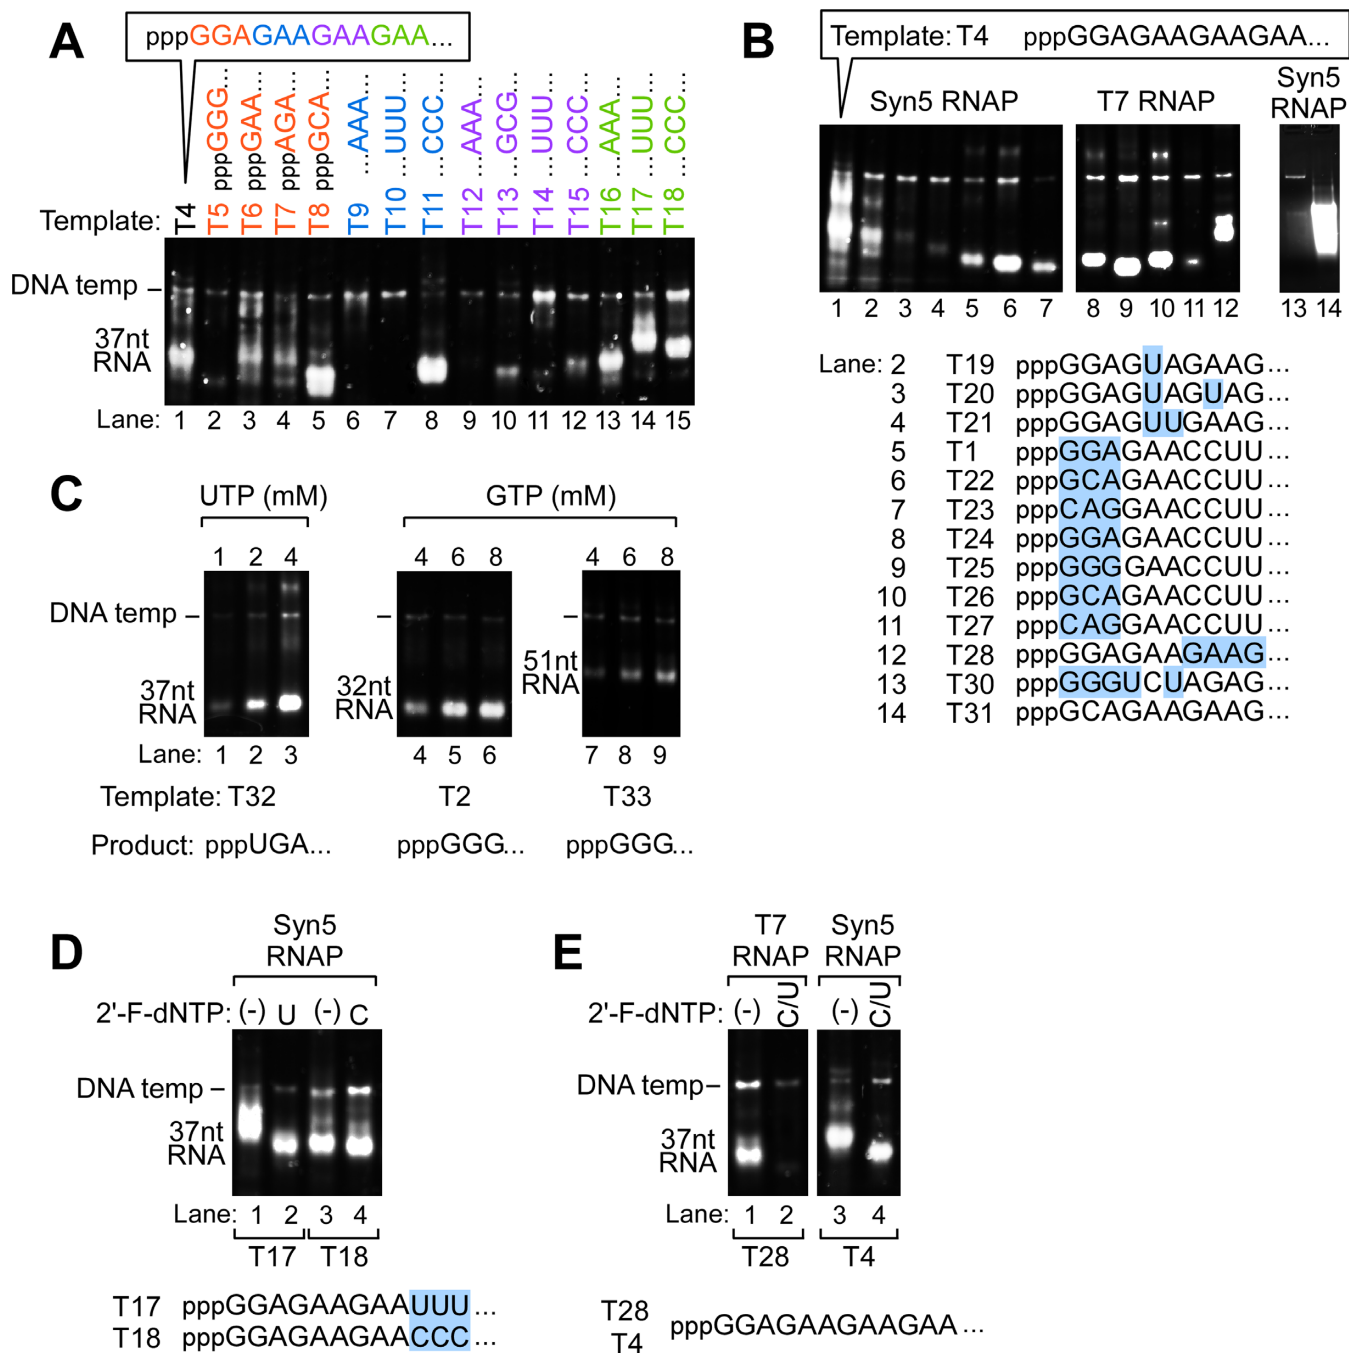 A
pppGGAGAAGAAGAA...
Template: T4 T5 pppGGG... T6 pppGAA... T7 pppAGA... T8 pppGCA... T9 ...AAA... T10 ...UUU... T11 ...CCC... T12 ...AAA... T13 ...GCG... T14 ...UUU... T15 ...CCC... T16 ...AAA... T17 ...UUU... T18 ...CCC...
DNA temp –
37nt
RNA
Lane: 1 2 3 4 5 6 7 8 9 10 11 12 13 14 15
B
Template: T4 pppGGAGAAGAAGAA...
Syn5 RNAP T7 RNAP Syn5
RNAP
1 2 3 4 5 6 7 8 9 10 11 12 13 14
Lane: 2 T19 pppGGAGUAGAAG...
3 T20 pppGGAGUAGUAG...
4 T21 pppGGAGUUGAAG...
5 T1 pppGGAGAACCUU...
6 T22 pppGCAGAACCUU...
7 T23 pppCAGGAACCUU...
8 T24 pppGGAGAACCUU...
9 T25 pppGGGGAACCUU...
10 T26 pppGCAGAACCUU...
11 T27 pppCAGGAACCUU...
12 T28 pppGGAGAAGAAG...
13 T30 pppGGGUCUAGAG...
14 T31 pppGCAGAAGAAG...
C
UTP (mM) GTP (mM)
1 2 4 4 6 8 4 6 8
DNA temp – – –
37nt
RNA
32nt
RNA
51nt
RNA
Lane: 1 2 3 4 5 6 7 8 9
Template: T32 T2 T33
Product: pppUGA... pppGGG... pppGGG...
D
Syn5
RNAP
2'-F-dNTP: (-) U (-) C
DNA temp –
37nt
RNA
Lane: 1 2 3 4
T17 T18
T17 pppGGAGAAGAAUUU...
T18 pppGGAGAAGAACCC...
E
T7
RNAP
Syn5
RNAP
2'-F-dNTP: (-) C/U (-) C/U
DNA temp –
37nt
RNA
Lane: 1 2 3 4
T28 T4
T28
T4
pppGGAGAAGAAGAA...